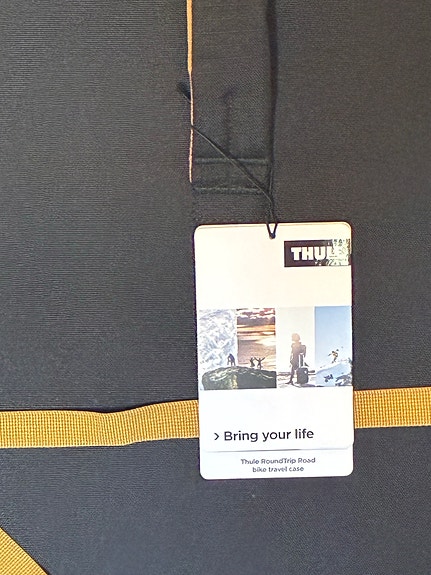 THULE
› Bring your life
Thule RoundTrip Road
bike travel case